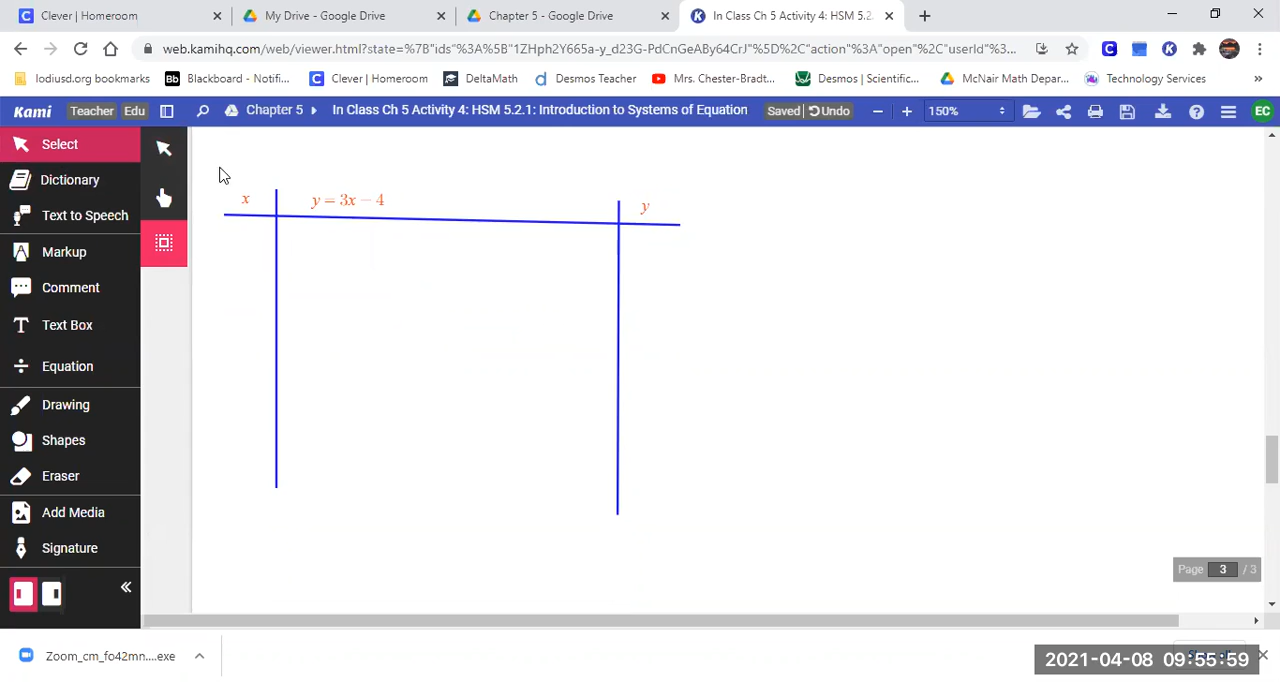 Clever | Homeroom
My Drive - Google Drive
Chapter 5 - Google Drive
In Class Ch 5 Activity 4: HSM 5.2.
web.kamihq.com/web/viewer.html?state=%7B"ids"%3A%5B"1ZHph2Y665a-y_d23G-PdCnGeABy64CrJ"%5D%2C"action"%3A"open"%2C"userId"%3...
lodiusd.org bookmarks
Bb Blackboard - Notifi...
Clever | Homeroom
DeltaMath
Desmos Teacher
Mrs. Chester-Bradt...
Desmos | Scientific...
McNair Math Depar...
Technology Services
Kami
Teacher
Edu
Chapter 5
In Class Ch 5 Activity 4: HSM 5.2.1: Introduction to Systems of Equation
Saved
Undo
150%
EC
Select
Dictionary
Text to Speech
Markup
Comment
Text Box
Equation
Drawing
Shapes
Eraser
Add Media
Signature
x
y = 3x − 4
y
Page 3 / 3
Zoom_cm_fo42mn....exe
2021-04-08 09:55:59